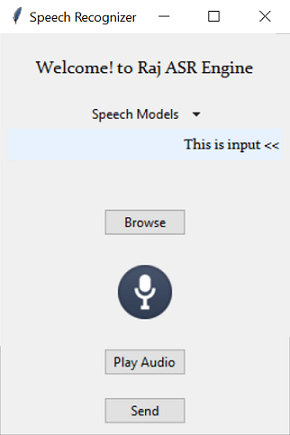 Speech Recognizer
Welcome! to Raj ASR Engine
Speech Models
This is input <<
Browse
Play Audio
Send